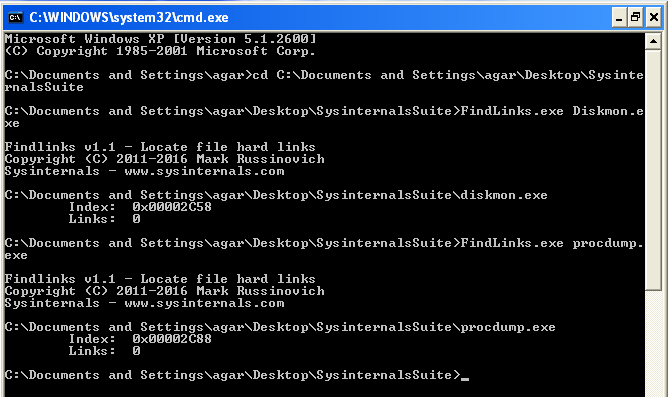 C:\WINDOWS\system32\cmd.exe
Microsoft Windows XP [Version 5.1.2600]
(C) Copyright 1985-2001 Microsoft Corp.
C:\Documents and Settings\agar>cd C:\Documents and Settings\agar\Desktop\Sysinte
rnalsSuite
C:\Documents and Settings\agar\Desktop\SysinternalsSuite>FindLinks.exe Diskmon.e
xe
Findlinks v1.1 - Locate file hard links
Copyright (C) 2011-2016 Mark Russinovich
Sysinternals - www.sysinternals.com
C:\Documents and Settings\agar\Desktop\SysinternalsSuite\diskmon.exe
Index: 0x00002C58
Links: 0
C:\Documents and Settings\agar\Desktop\SysinternalsSuite>FindLinks.exe procdump.
exe
Findlinks v1.1 - Locate file hard links
Copyright (C) 2011-2016 Mark Russinovich
Sysinternals - www.sysinternals.com
C:\Documents and Settings\agar\Desktop\SysinternalsSuite\procdump.exe
Index: 0x00002C88
Links: 0
C:\Documents and Settings\agar\Desktop\SysinternalsSuite>_